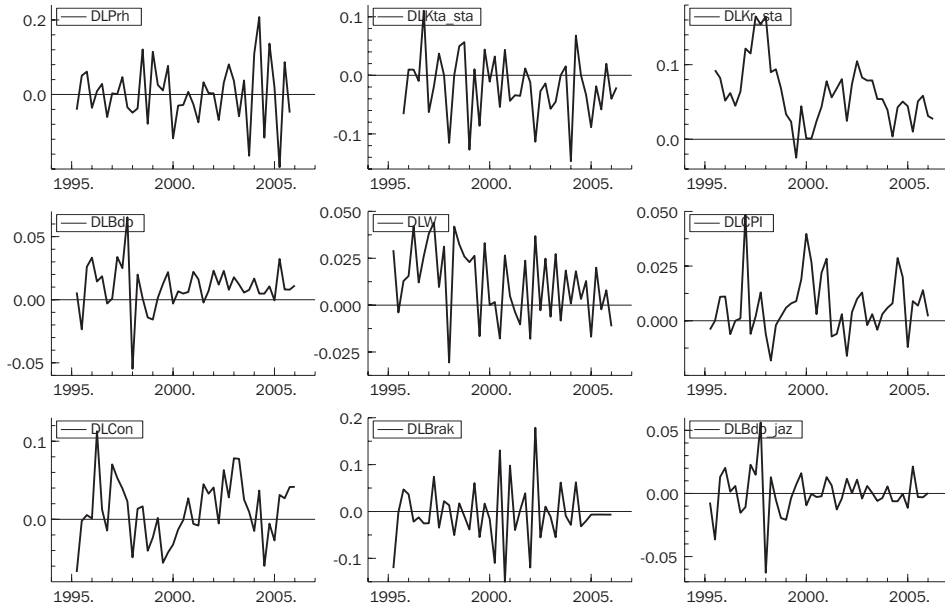 DLPrh DLKta_sta DLKr_sta
0.2 0.1
0.1
0.0 0.0
-0.1 0.0
1995. 2000. 2005. 1995. 2000. 2005. 1995. 2000. 2005.
DLBdp DLW DLCPI
0.050 0.050
0.05
0.025 0.025
0.00 0.000 0.000
-0.05 -0.025
1995. 2000. 2005. 1995. 2000. 2005. 1995. 2000. 2005.
DLCon DLBrak DLBdp_jaz
0.2 0.05
0.1 0.1
0.0 0.0 0.00
-0.1 -0.05
1995. 2000. 2005. 1995. 2000. 2005. 1995. 2000. 2005.